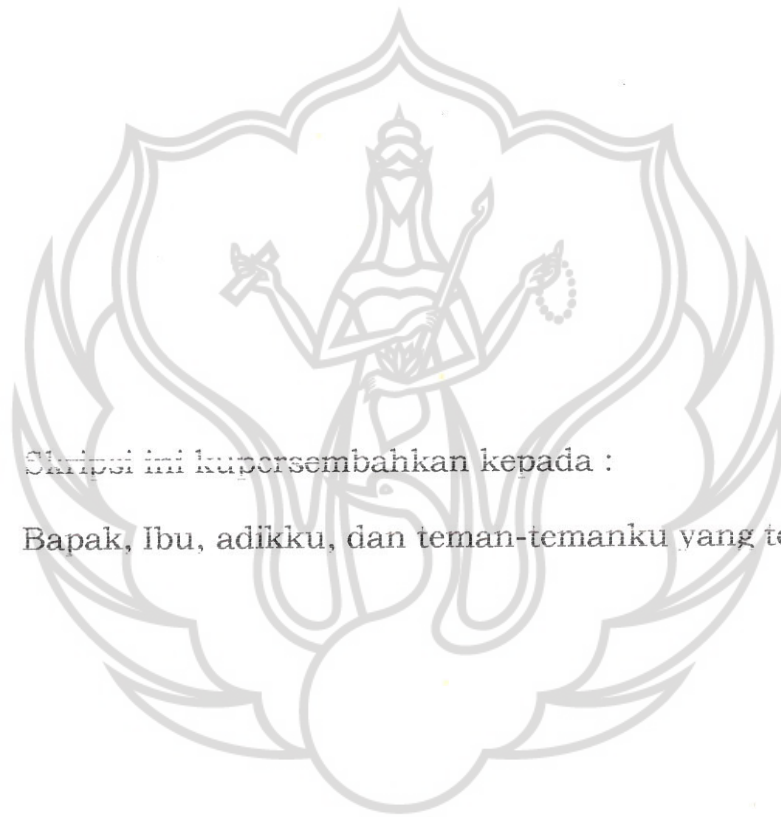 Skripsi ini kupersembahkan kepada :
Bapak, Ibu, adikku, dan teman-temanku yang